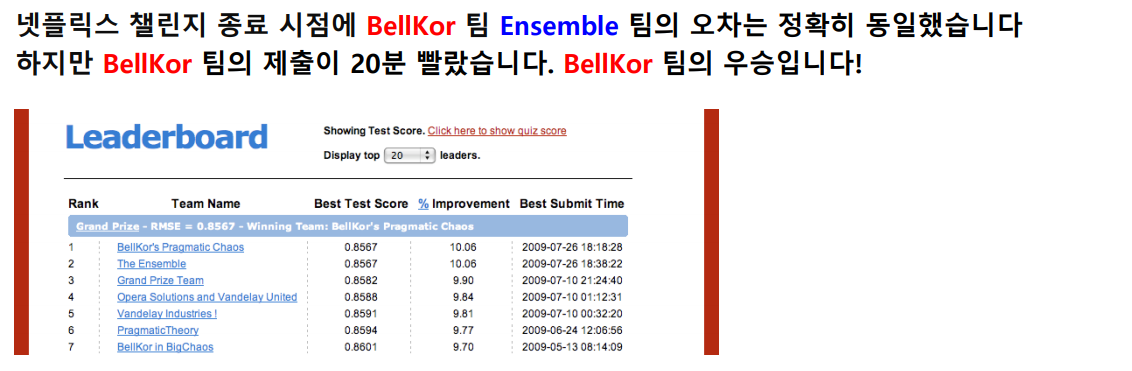 넷플릭스 챌린지 종료 시점에 BellKor 팀 Ensemble 팀의 오차는 정확히 동일했습니다
하지만 BellKor 팀의 제출이 20분 빨랐습니다. BellKor 팀의 우승입니다!
Leaderboard
Showing Test Score. Click here to show quiz score
Display top 20 leaders.
Rank Team Name Best Test Score % Improvement Best Submit Time
Grand Prize - RMSE = 0.8567 - Winning Team: BellKor's Pragmatic Chaos
1 BellKor's Pragmatic Chaos 0.8567 10.06 2009-07-26 18:18:28
2 The Ensemble 0.8567 10.06 2009-07-26 18:38:22
3 Grand Prize Team 0.8582 9.90 2009-07-10 21:24:40
4 Opera Solutions and Vandelay United 0.8588 9.84 2009-07-10 01:12:31
5 Vandelay Industries ! 0.8591 9.81 2009-07-10 00:32:20
6 PragmaticTheory 0.8594 9.77 2009-06-24 12:06:56
7 BellKor in BigChaos 0.8601 9.70 2009-05-13 08:14:09